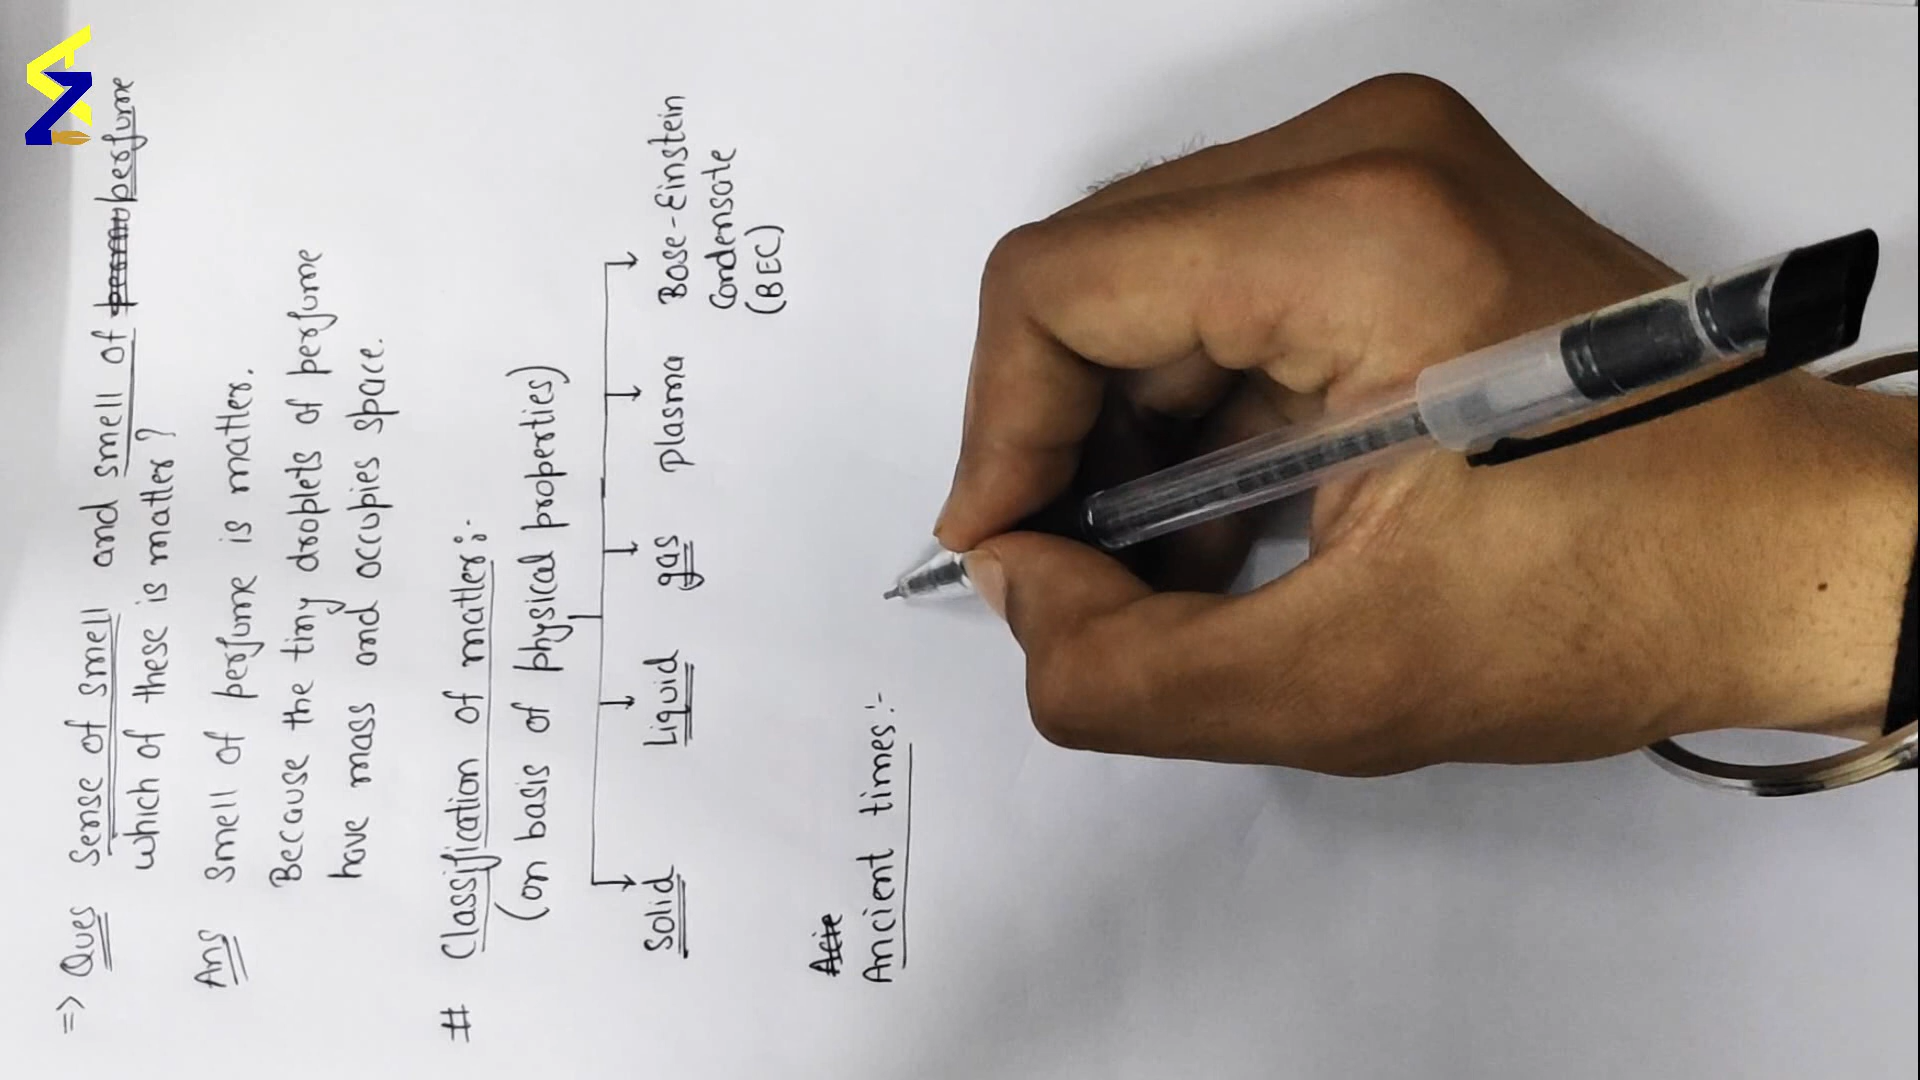 => Ques Sense of smell and smell of perfume
which of these is matter?
Ans Smell of perfume is matter.
Because the tiny droplets of perfume
have mass and occupies space.
# Classification of matter:-
(on basis of physical properties)
Solid Liquid gas Plasma Bose-Einstein
Condensate
(BEC)
Ancient times:-